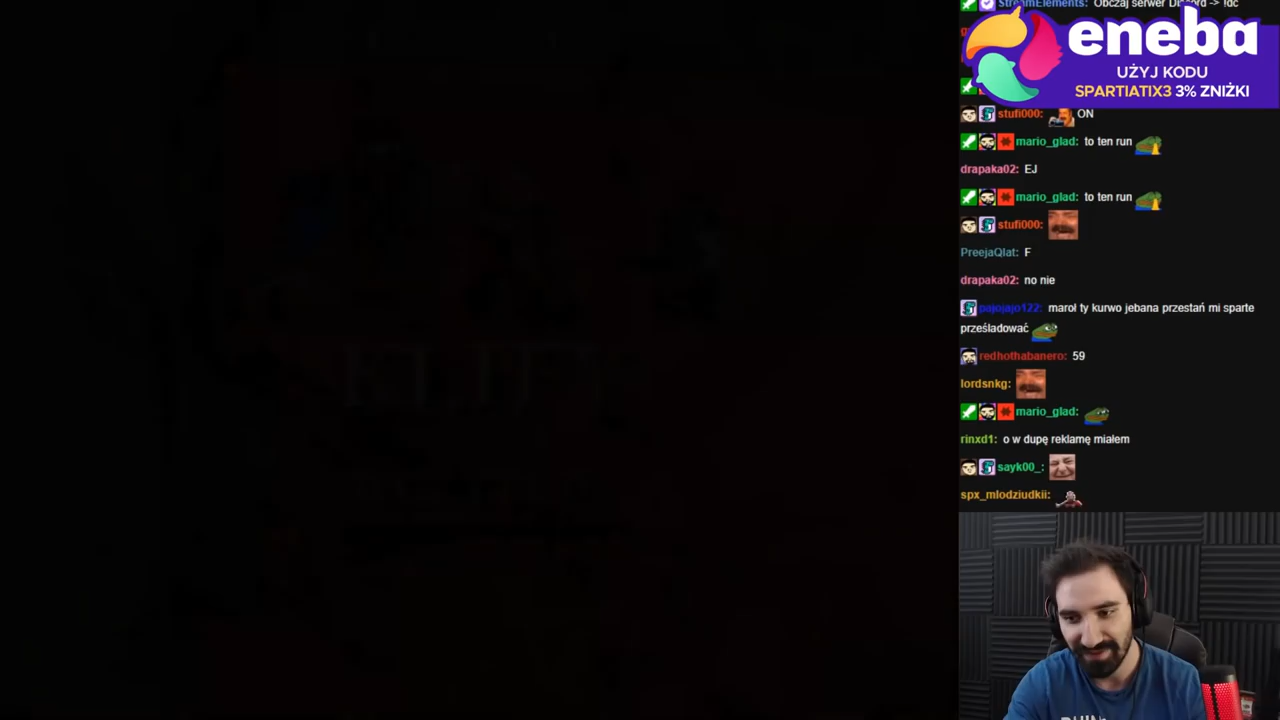 StreamElements: Obczaj serwer Discord -> !dc
eneba
UŻYJ KODU
SPARTIATIX3 3% ZNIŻKI
stufi000: ON
mario_glad: to ten run
drapaka02: EJ
mario_glad: to ten run
stufi000:
PreejaQlat: F
drapaka02: no nie
pajojajo122: maroł ty kurwo jebana przestań mi sparte
prześladować
redhothabanero: 59
lordsnkg:
mario_glad:
rinxd1: o w dupę reklamę miałem
sayk00_:
spx_mlodziudkii: